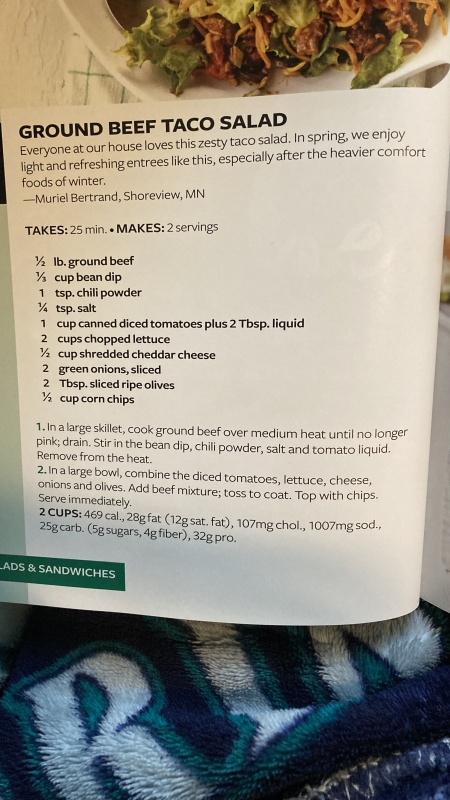 GROUND BEEF TACO SALAD
Everyone at our house loves this zesty taco salad. In spring, we enjoy
light and refreshing entrees like this, especially after the heavier comfort
foods of winter.
—Muriel Bertrand, Shoreview, MN
TAKES: 25 min. • MAKES: 2 servings
½ lb. ground beef
⅓ cup bean dip
1 tsp. chili powder
¼ tsp. salt
1 cup canned diced tomatoes plus 2 Tbsp. liquid
2 cups chopped lettuce
½ cup shredded cheddar cheese
2 green onions, sliced
2 Tbsp. sliced ripe olives
½ cup corn chips
1. In a large skillet, cook ground beef over medium heat until no longer
pink; drain. Stir in the bean dip, chili powder, salt and tomato liquid.
Remove from the heat.
2. In a large bowl, combine the diced tomatoes, lettuce, cheese,
onions and olives. Add beef mixture; toss to coat. Top with chips.
Serve immediately.
2 CUPS: 469 cal., 28g fat (12g sat. fat), 107mg chol., 1007mg sod.,
25g carb. (5g sugars, 4g fiber), 32g pro.
LADS & SANDWICHES